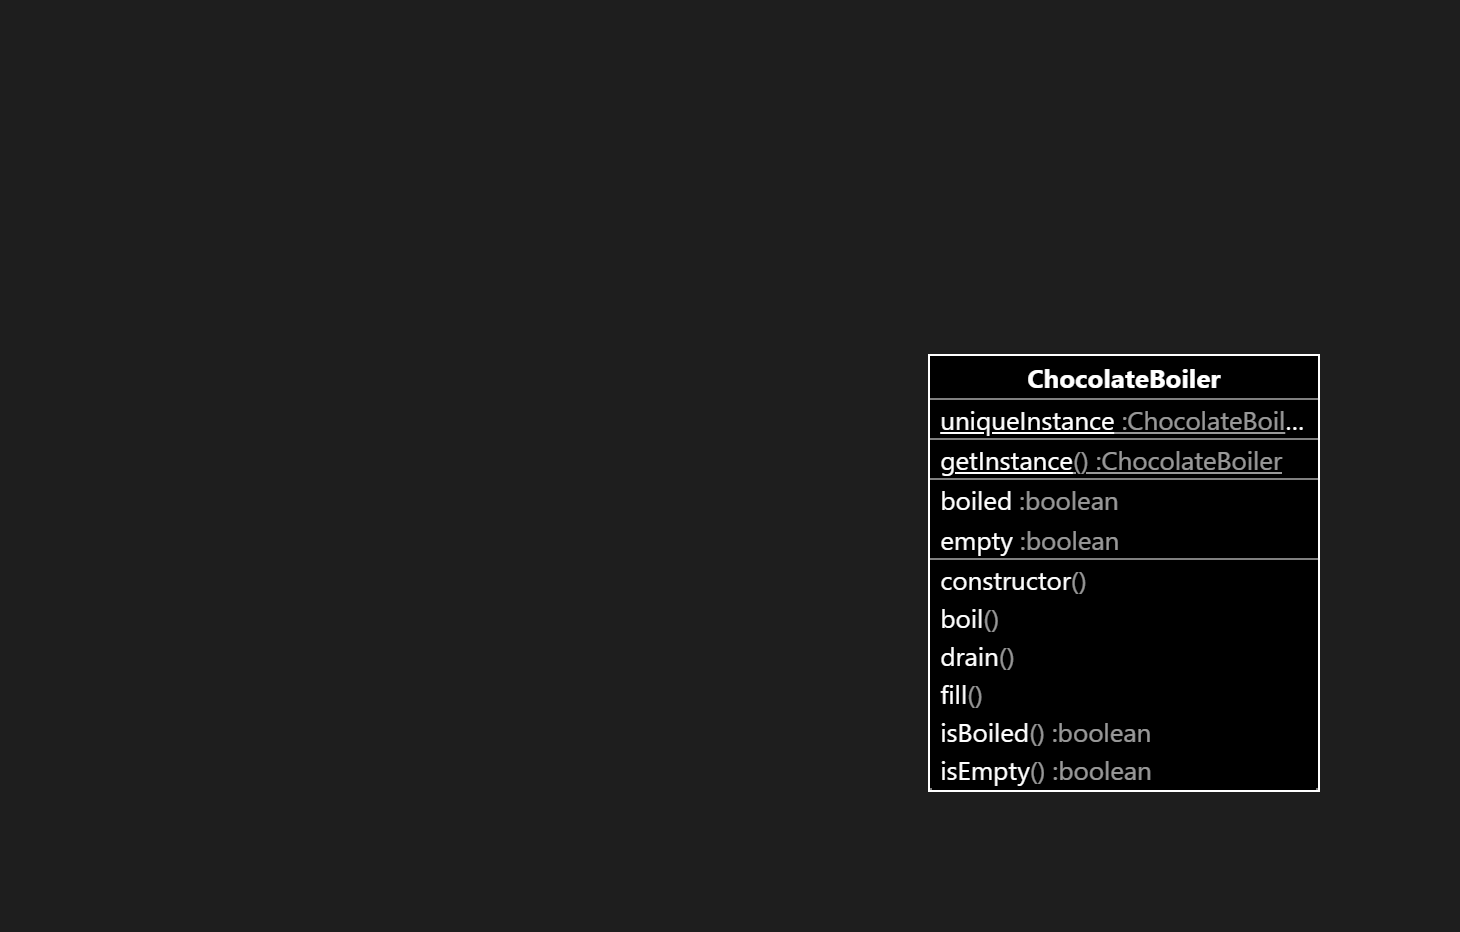 ChocolateBoiler
uniqueInstance :ChocolateBoil...
getInstance() :ChocolateBoiler
boiled :boolean
empty :boolean
constructor()
boil()
drain()
fill()
isBoiled() :boolean
isEmpty() :boolean